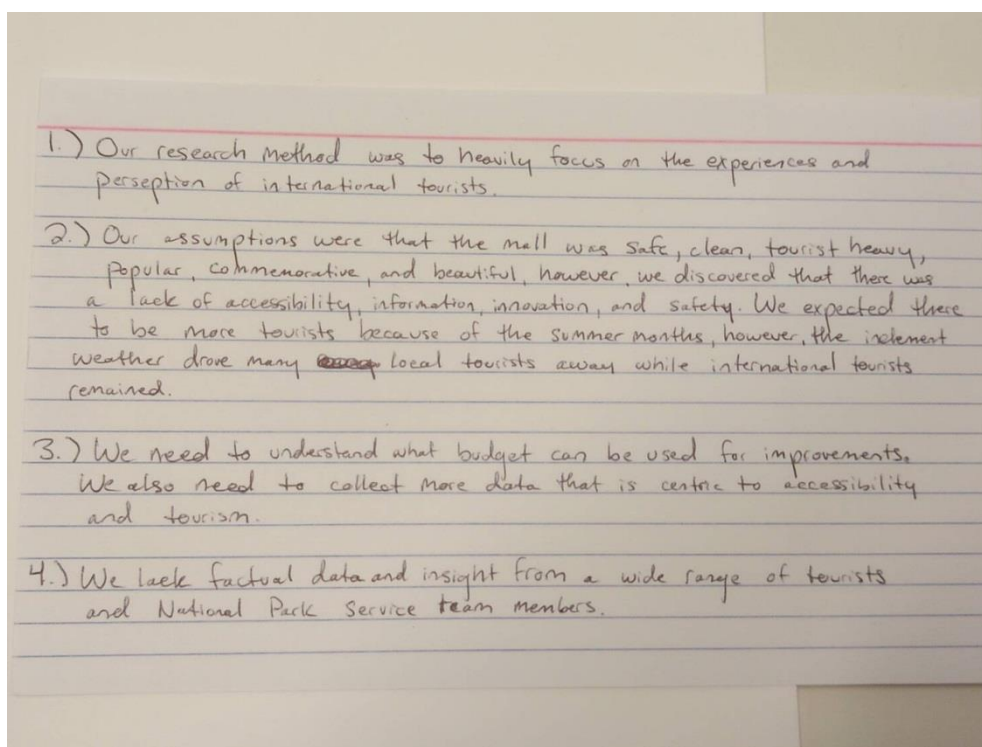 1.) Our research method was to heavily focus on the experiences and
perseption of international tourists.
2.) Our assumptions were that the mall was safe, clean, tourist heavy,
popular, commemorative, and beautiful, however, we discovered that there was
a lack of accessibility, information, innovation, and safety. We expected there
to be more tourists because of the summer months, however, the inclement
weather drove many local tourists away while international tourists
remained.
3.) We need to understand what budget can be used for improvements.
We also need to collect more data that is centric to accessibility
and tourism.
4.) We lack factual data and insight from a wide range of tourists
and National Park Service team members.